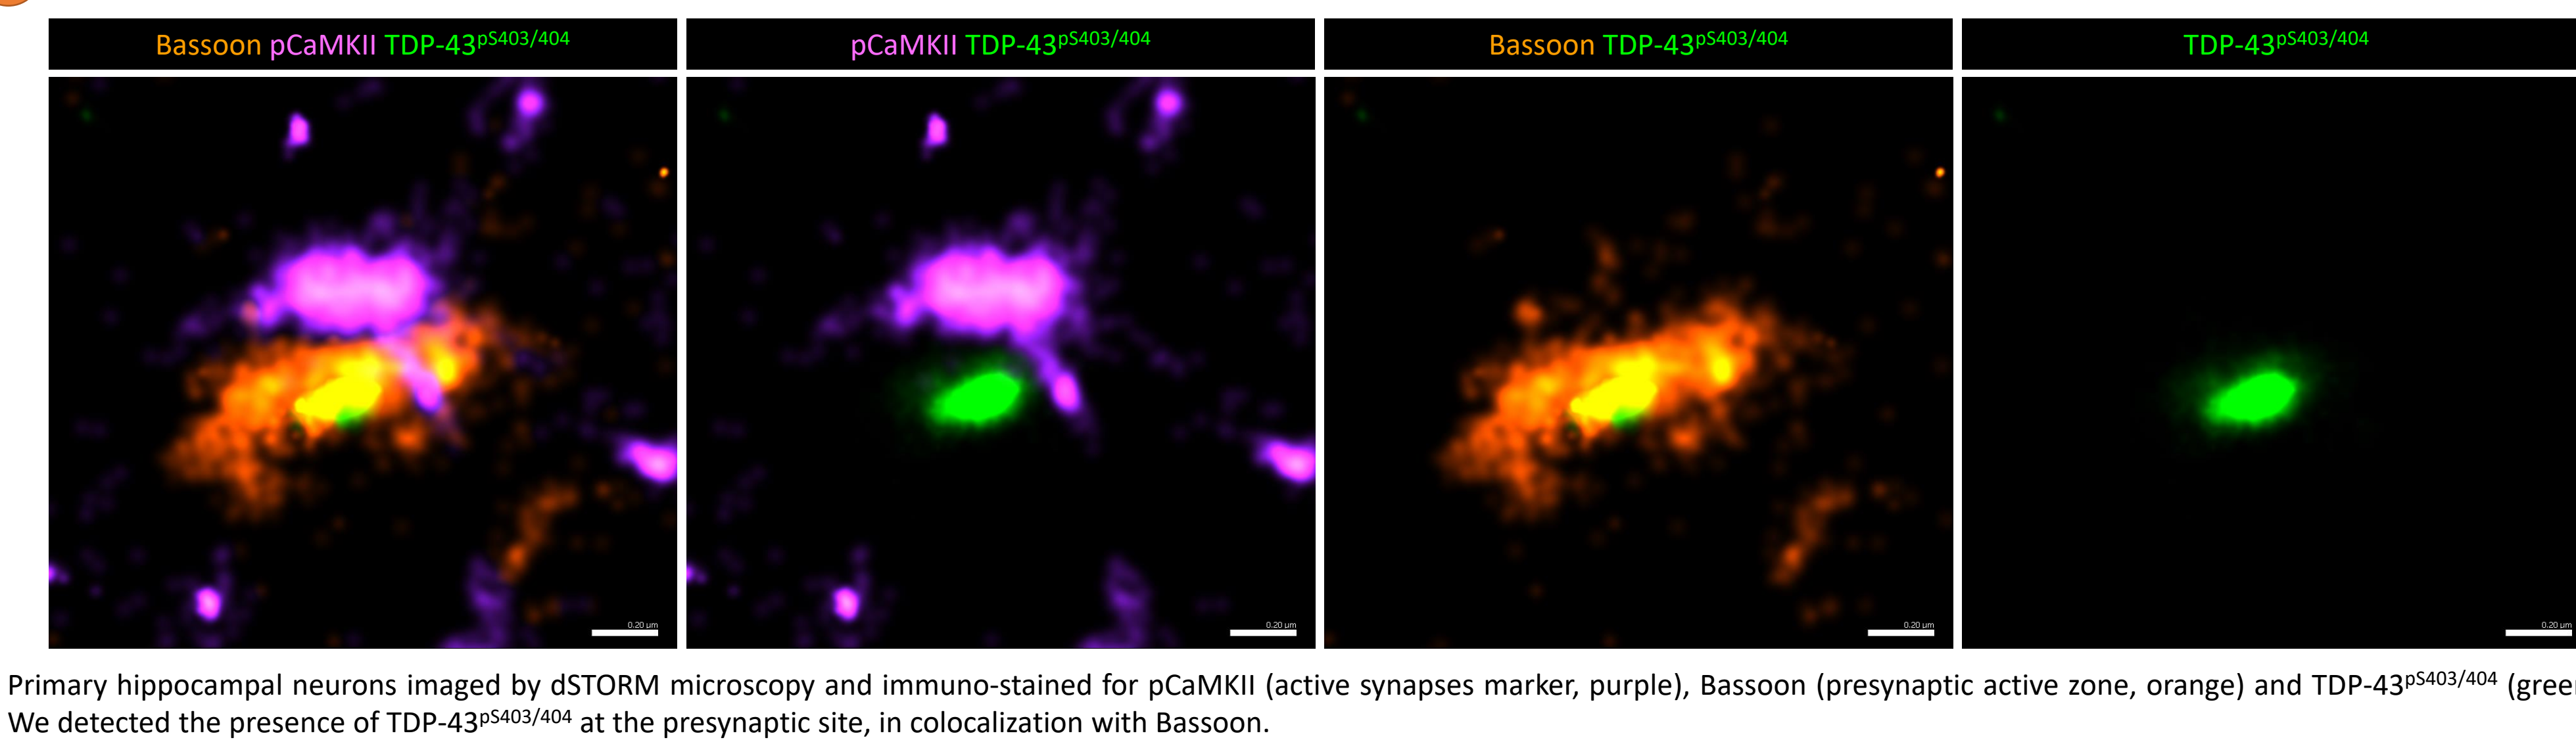 Bassoon pCaMKII TDP-43pS403/404
pCaMKII TDP-43pS403/404
Bassoon TDP-43pS403/404
TDP-43pS403/404
0.20 µm
0.20 µm
0.20 µm
0.20 µm
Primary hippocampal neurons imaged by dSTORM microscopy and immuno-stained for pCaMKII (active synapses marker, purple), Bassoon (presynaptic active zone, orange) and TDP-43pS403/404
We detected the presence of TDP-43pS403/404 at the presynaptic site, in colocalization with Bassoon.